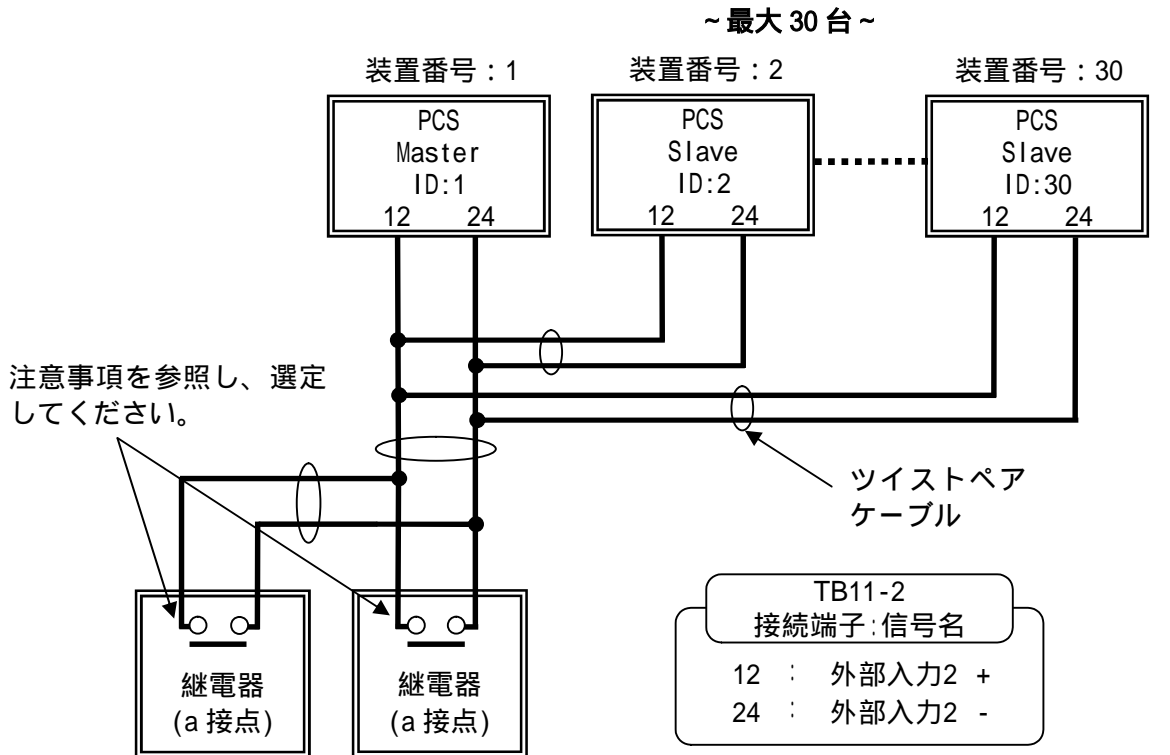 ~最大 30 台~
装置番号：1
装置番号：2
装置番号：30
PCS
Master
ID:1
12 24
PCS
Slave
ID:2
12 24
PCS
Slave
ID:30
12 24
注意事項を参照し、選定
してください。
ツイストペア
ケーブル
継電器
(a 接点)
継電器
(a 接点)
TB11-2
接続端子：信号名
12 ： 外部入力2 +
24 ： 外部入力2 -